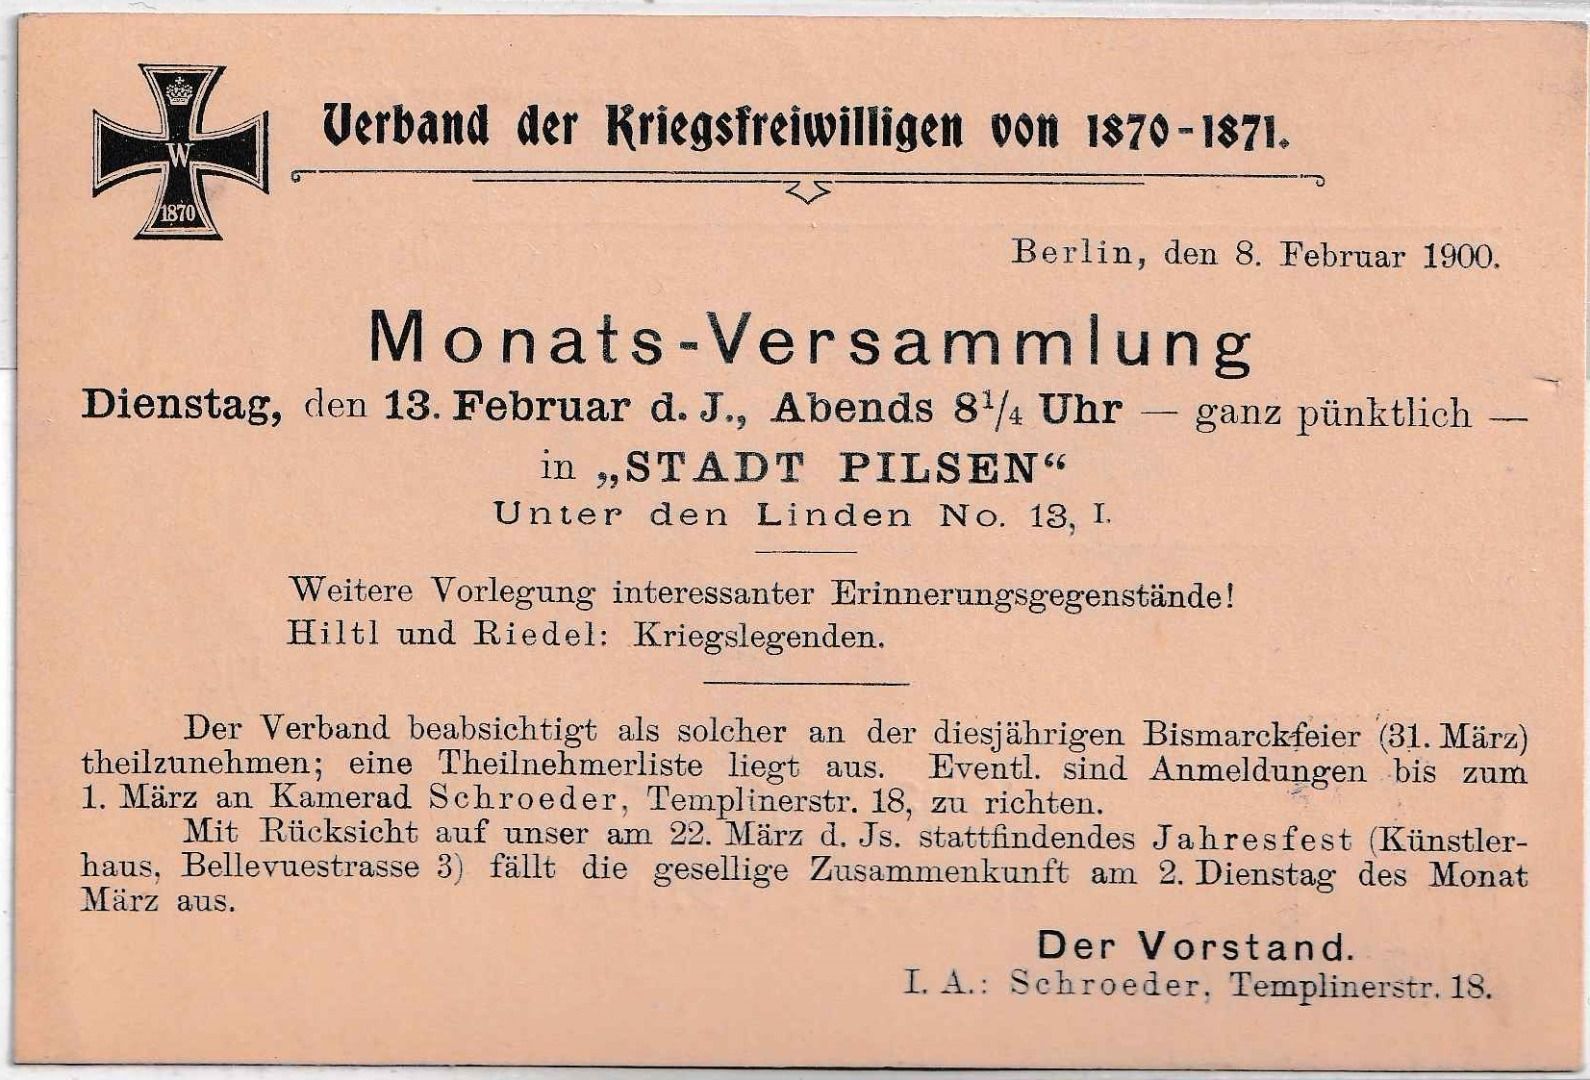 W
1870
Verband der Kriegsfreiwilligen von 1870-1871.
Berlin, den 8. Februar 1900.
Monats-Versammlung
Dienstag, den 13. Februar d. J., Abends 8¹/₄ Uhr — ganz pünktlich —
in „STADT PILSEN“
Unter den Linden No. 13, I.
Weitere Vorlegung interessanter Erinnerungsgegenstände!
Hiltl und Riedel: Kriegslegenden.
Der Verband beabsichtigt als solcher an der diesjährigen Bismarckfeier (31. März)
theilzunehmen; eine Theilnehmerliste liegt aus. Eventl. sind Anmeldungen bis zum
1. März an Kamerad Schroeder, Templinerstr. 18, zu richten.
Mit Rücksicht auf unser am 22. März d. Js. stattfindendes Jahresfest (Künstler-
haus, Bellevuestrasse 3) fällt die gesellige Zusammenkunft am 2. Dienstag des Monat
März aus.
Der Vorstand.
I. A.: Schroeder, Templinerstr. 18.